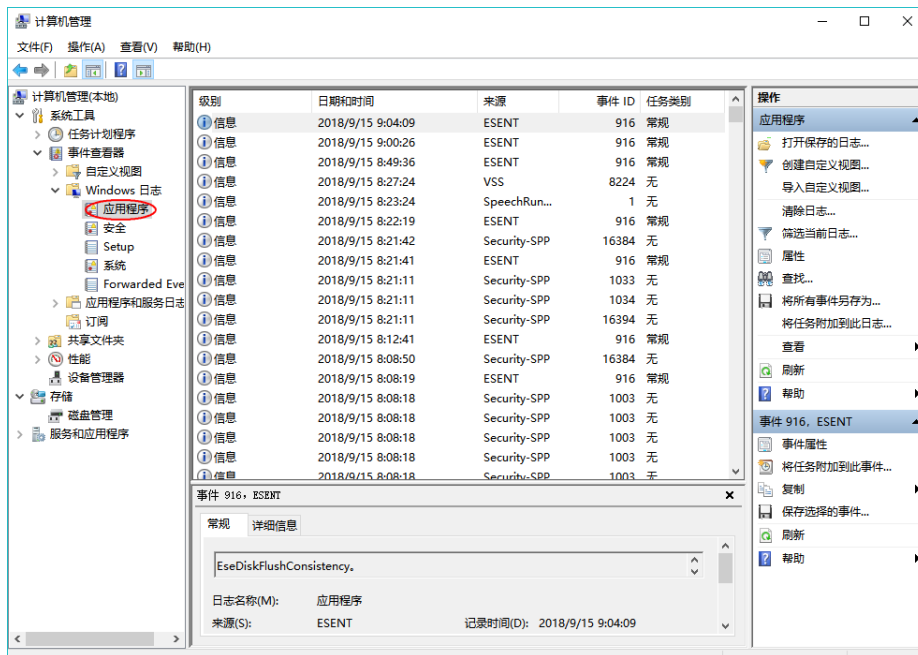 计算机管理
文件(F) 操作(A) 查看(V) 帮助(H)
计算机管理(本地)
系统工具
任务计划程序
事件查看器
自定义视图
Windows 日志
应用程序
安全
Setup
系统
Forwarded Eve
应用程序和服务日志
订阅
共享文件夹
性能
设备管理器
存储
磁盘管理
服务和应用程序
级别 日期和时间 来源 事件 ID 任务类别
信息 2018/9/15 9:04:09 ESENT 916 常规
信息 2018/9/15 9:00:26 ESENT 916 常规
信息 2018/9/15 8:49:36 ESENT 916 常规
信息 2018/9/15 8:27:24 VSS 8224 无
信息 2018/9/15 8:23:24 SpeechRun... 1 无
信息 2018/9/15 8:22:19 ESENT 916 常规
信息 2018/9/15 8:21:42 Security-SPP 16384 无
信息 2018/9/15 8:21:41 ESENT 916 常规
信息 2018/9/15 8:21:11 Security-SPP 1033 无
信息 2018/9/15 8:21:11 Security-SPP 1034 无
信息 2018/9/15 8:21:11 Security-SPP 16394 无
信息 2018/9/15 8:12:41 ESENT 916 常规
信息 2018/9/15 8:08:50 Security-SPP 16384 无
信息 2018/9/15 8:08:19 ESENT 916 常规
信息 2018/9/15 8:08:18 Security-SPP 1003 无
信息 2018/9/15 8:08:18 Security-SPP 1003 无
信息 2018/9/15 8:08:18 Security-SPP 1003 无
信息 2018/9/15 8:08:18 Security-SPP 1003 无
信息 2018/9/15 8:08:18 Security-SPP 1003 无
事件 916，ESENT
常规 详细信息
EseDiskFlushConsistency。
日志名称(M): 应用程序
来源(S): ESENT 记录时间(D): 2018/9/15 9:04:09
操作
应用程序
打开保存的日志...
创建自定义视图...
导入自定义视图...
清除日志...
筛选当前日志...
属性
查找...
将所有事件另存为...
将任务附加到此日志...
查看
刷新
帮助
事件 916，ESENT
事件属性
将任务附加到此事件...
复制
保存选择的事件...
刷新
帮助